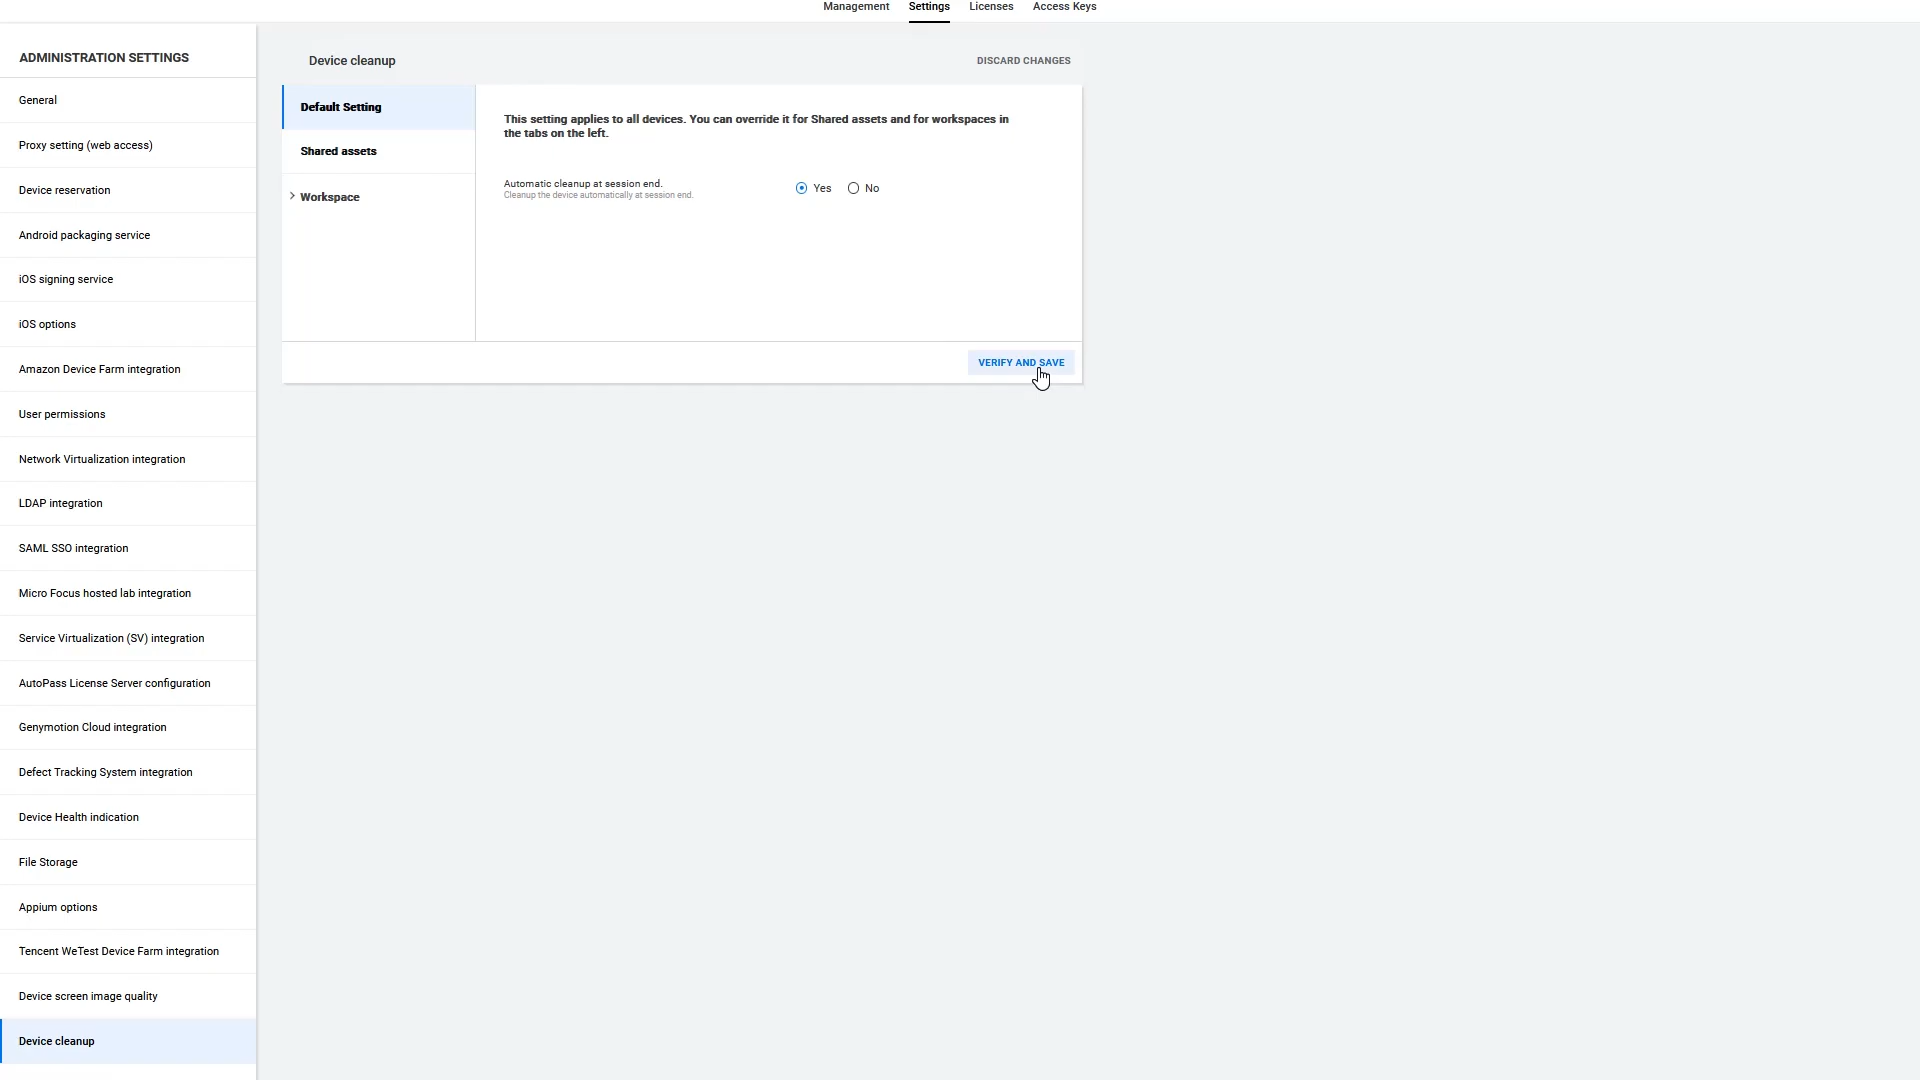 Management Settings Licenses Access Keys
ADMINISTRATION SETTINGS
General
Proxy setting (web access)
Device reservation
Android packaging service
iOS signing service
iOS options
Amazon Device Farm integration
User permissions
Network Virtualization integration
LDAP integration
SAML SSO integration
Micro Focus hosted lab integration
Service Virtualization (SV) integration
AutoPass License Server configuration
Genymotion Cloud integration
Defect Tracking System integration
Device Health indication
File Storage
Appium options
Tencent WeTest Device Farm integration
Device screen image quality
Device cleanup
Device cleanup
DISCARD CHANGES
Default Setting
Shared assets
Workspace
This setting applies to all devices. You can override it for Shared assets and for workspaces in
the tabs on the left.
Automatic cleanup at session end.
Cleanup the device automatically at session end.
Yes No
VERIFY AND SAVE